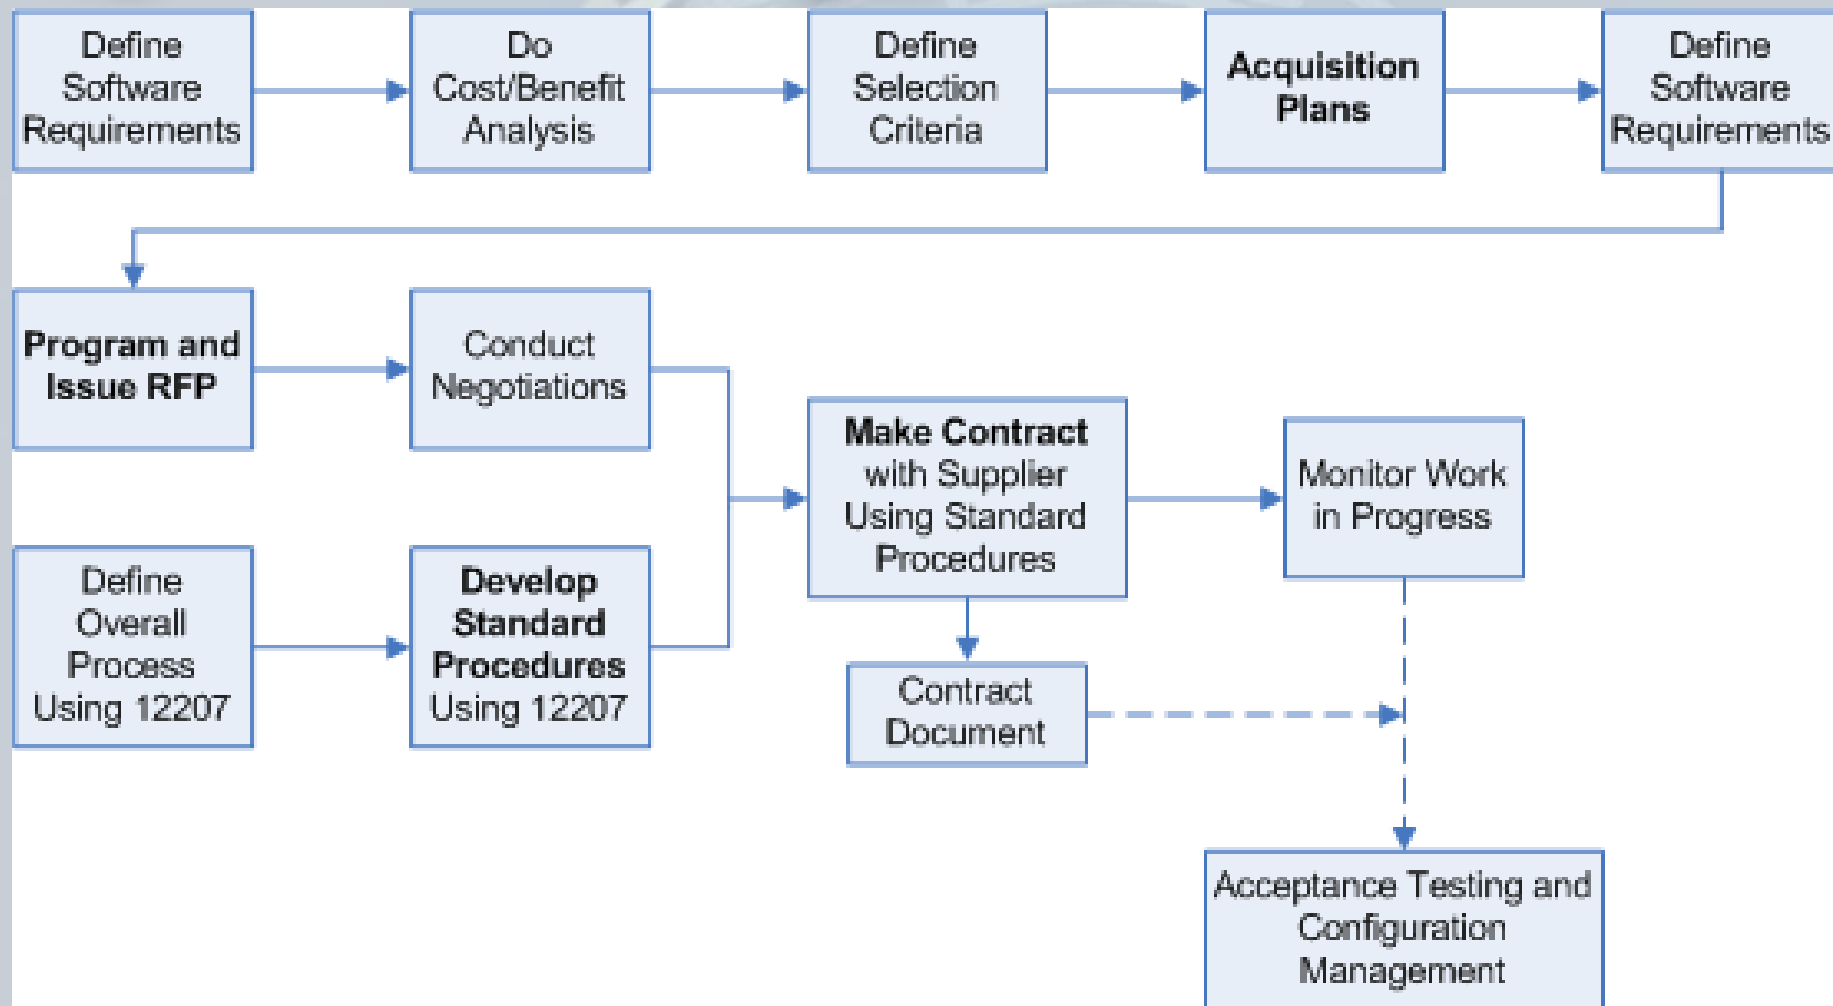 Define
Software
Requirements
Do
Cost/Benefit
Analysis
Define
Selection
Criteria
Acquisition
Plans
Define
Software
Requirements
Program and
Issue RFP
Conduct
Negotiations
Make Contract
with Supplier
Using Standard
Procedures
Monitor Work
in Progress
Define
Overall
Process
Using 12207
Develop
Standard
Procedures
Using 12207
Contract
Document
Acceptance Testing and
Configuration
Management